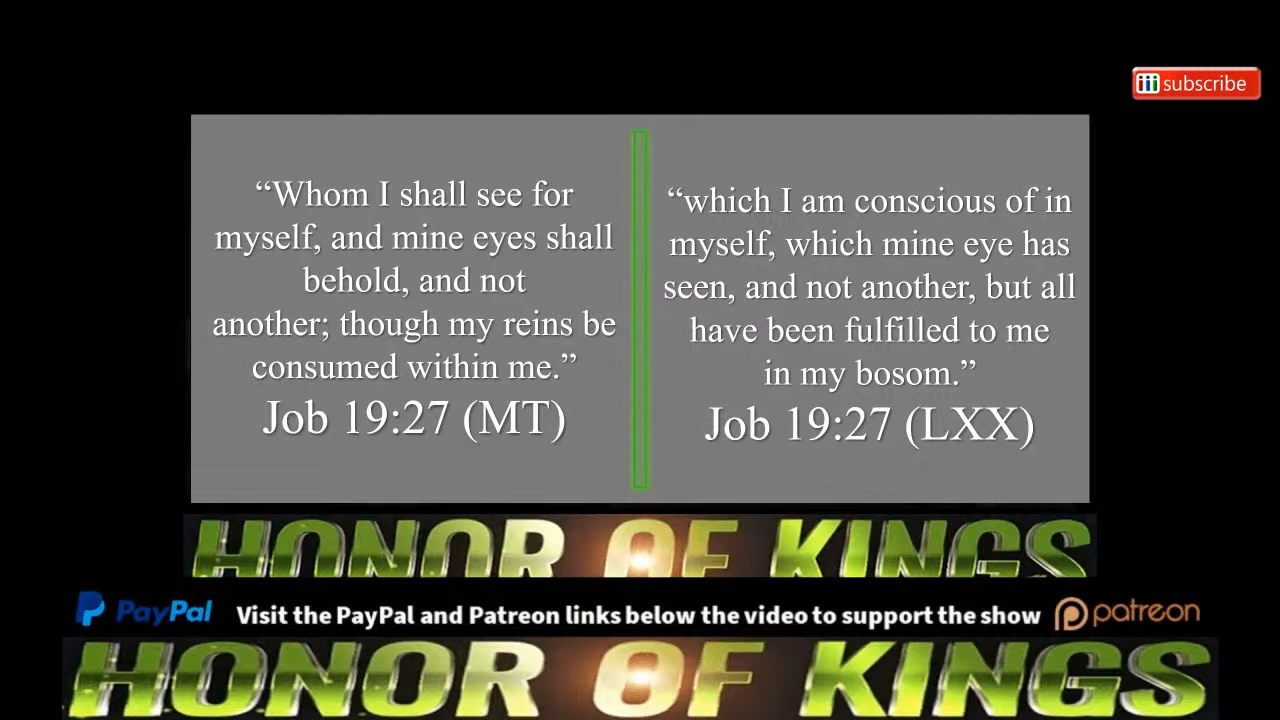 subscribe
“Whom I shall see for
myself, and mine eyes shall
behold, and not
another; though my reins be
consumed within me.”
Job 19:27 (MT)
“which I am conscious of in
myself, which mine eye has
seen, and not another, but all
have been fulfilled to me
in my bosom.”
Job 19:27 (LXX)
HONOR OF KINGS
PayPal Visit the PayPal and Patreon links below the video to support the show patreon
HONOR OF KINGS